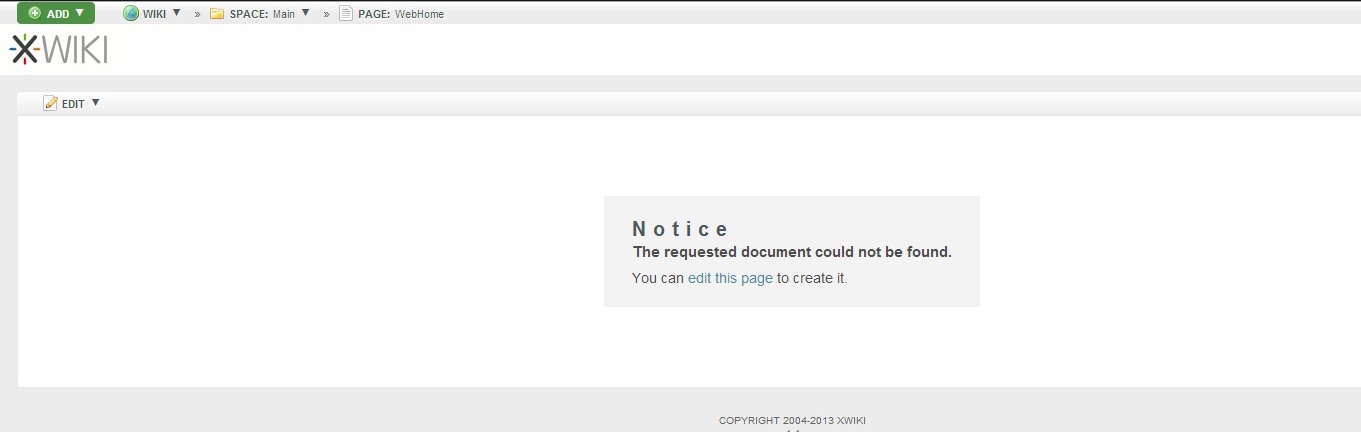 ADD WIKI » SPACE: Main » PAGE: WebHome
XWIKI
EDIT
Notice
The requested document could not be found.
You can edit this page to create it.
COPYRIGHT 2004-2013 XWIKI